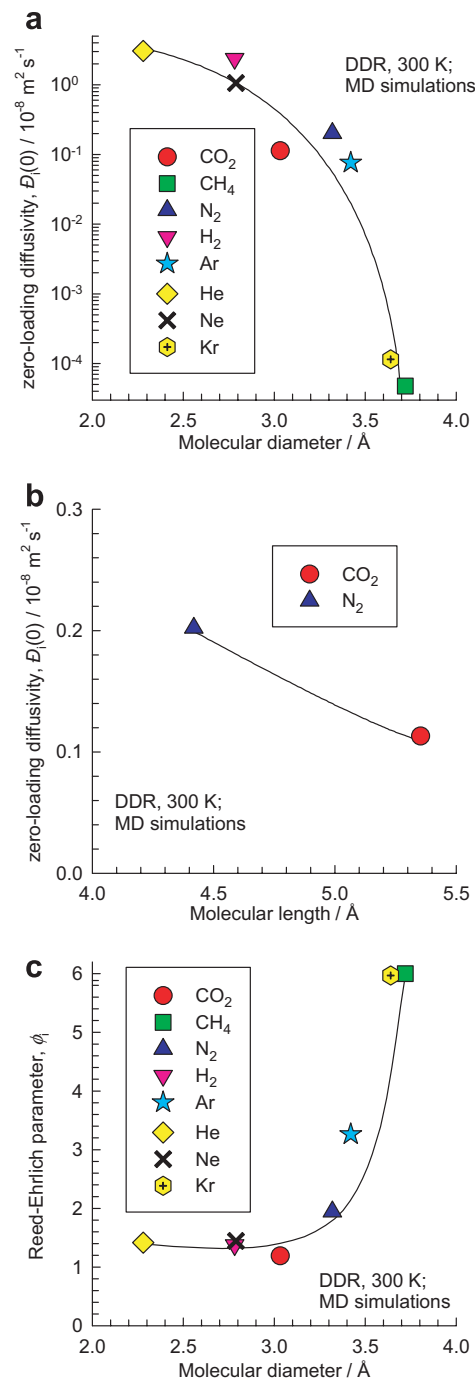 a
zero-loading diffusivity, Đᵢ(0) / 10⁻⁸ m² s⁻¹
10⁰
10⁻¹
10⁻²
10⁻³
10⁻⁴
DDR, 300 K;
MD simulations
CO₂
CH₄
N₂
H₂
Ar
He
Ne
Kr
2.0 2.5 3.0 3.5 4.0
Molecular diameter / Å
b
zero-loading diffusivity, Đᵢ(0) / 10⁻⁸ m² s⁻¹
0.3
0.2
0.1
0.0
CO₂
N₂
DDR, 300 K;
MD simulations
4.0 4.5 5.0 5.5
Molecular length / Å
c
Reed-Ehrlich parameter, ϕᵢ
6
5
4
3
2
1
0
CO₂
CH₄
N₂
H₂
Ar
He
Ne
Kr
DDR, 300 K;
MD simulations
2.0 2.5 3.0 3.5 4.0
Molecular diameter / Å